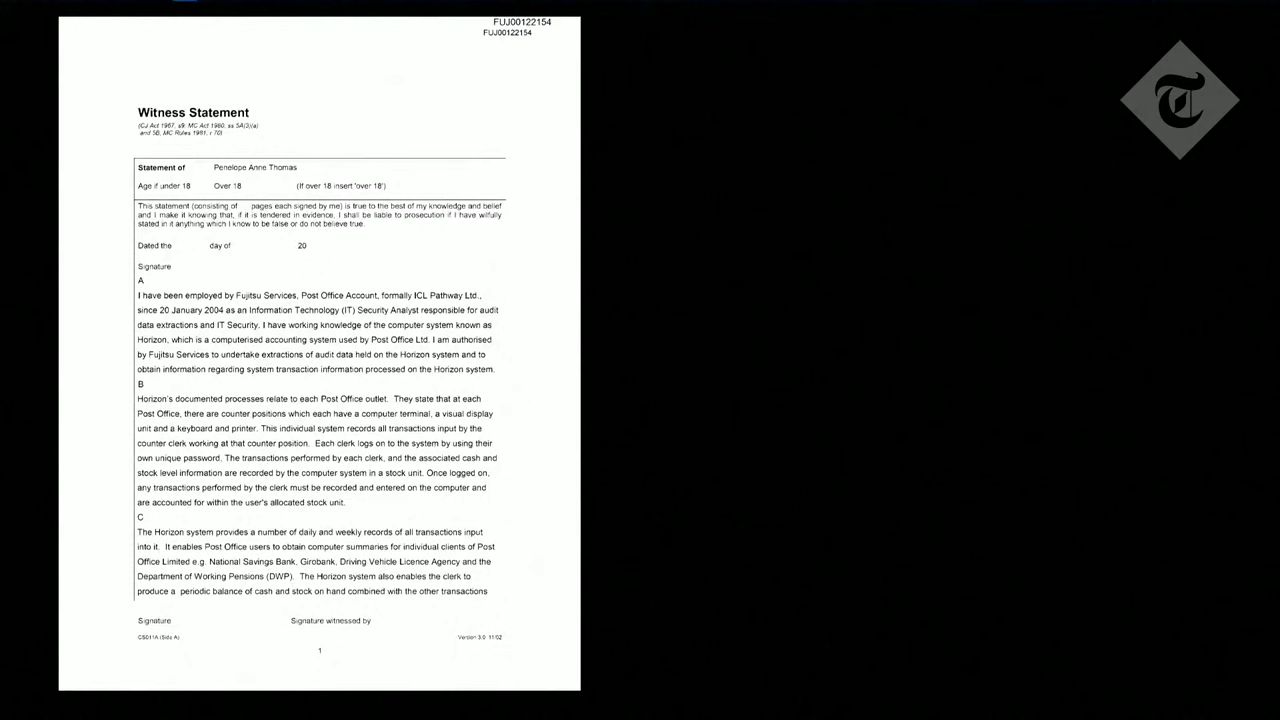 FUJ00122154
FUJ00122154
Witness Statement
(CJ Act 1967, s9, MC Act 1980, ss 5A(3)(a)
and 5B, MC Rules 1981, r 70)
Statement of Penelope Anne Thomas
Age if under 18 Over 18 (If over 18 insert 'over 18')
This statement (consisting of pages each signed by me) is true to the best of my knowledge and belief
and I make it knowing that, if it is tendered in evidence, I shall be liable to prosecution if I have wilfully
stated in it anything which I know to be false or do not believe true.
Dated the day of 20
Signature
A
I have been employed by Fujitsu Services, Post Office Account, formally ICL Pathway Ltd.,
since 20 January 2004 as an Information Technology (IT) Security Analyst responsible for audit
data extractions and IT Security. I have working knowledge of the computer system known as
Horizon, which is a computerised accounting system used by Post Office Ltd. I am authorised
by Fujitsu Services to undertake extractions of audit data held on the Horizon system and to
obtain information regarding system transaction information processed on the Horizon system.
B
Horizon's documented processes relate to each Post Office outlet. They state that at each
Post Office, there are counter positions which each have a computer terminal, a visual display
unit and a keyboard and printer. This individual system records all transactions input by the
counter clerk working at that counter position. Each clerk logs on to the system by using their
own unique password. The transactions performed by each clerk, and the associated cash and
stock level information are recorded by the computer system in a stock unit. Once logged on,
any transactions performed by the clerk must be recorded and entered on the computer and
are accounted for within the user's allocated stock unit.
C
The Horizon system provides a number of daily and weekly records of all transactions input
into it. It enables Post Office users to obtain computer summaries for individual clients of Post
Office Limited e.g. National Savings Bank, Girobank, Driving Vehicle Licence Agency and the
Department of Working Pensions (DWP). The Horizon system also enables the clerk to
produce a periodic balance of cash and stock on hand combined with the other transactions
Signature Signature witnessed by
CS011A (Side A) Version 3.0 11/02
1
T